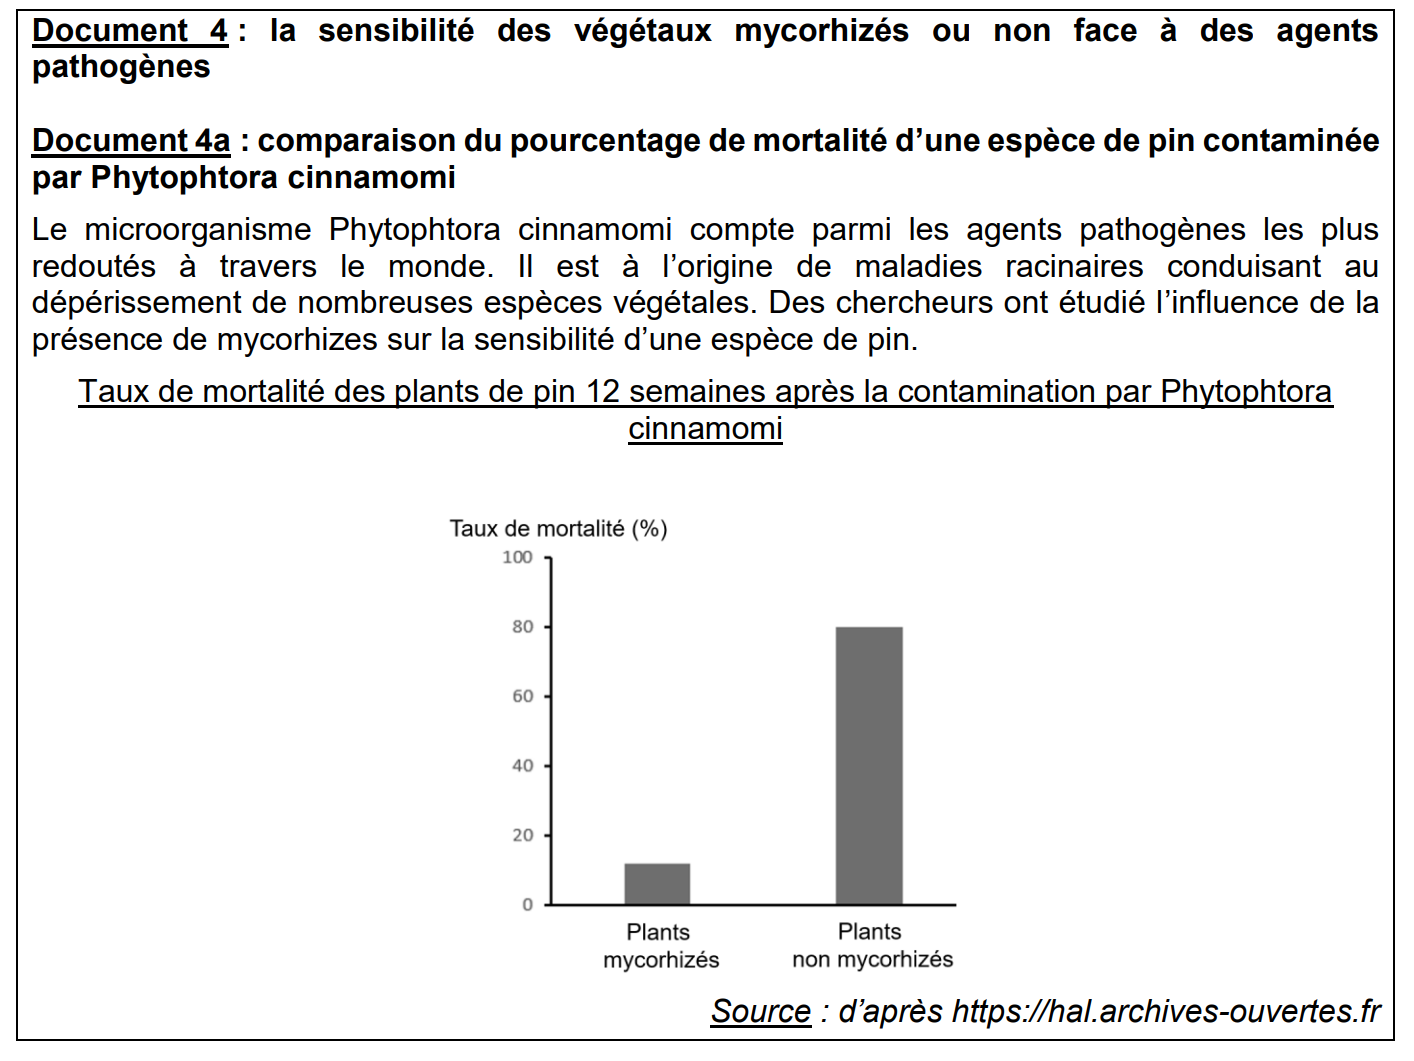 Document 4 : la sensibilité des végétaux mycorhizés ou non face à des agents
pathogènes
Document 4a : comparaison du pourcentage de mortalité d’une espèce de pin contaminée
par Phytophtora cinnamomi
Le microorganisme Phytophtora cinnamomi compte parmi les agents pathogènes les plus
redoutés à travers le monde. Il est à l’origine de maladies racinaires conduisant au
dépérissement de nombreuses espèces végétales. Des chercheurs ont étudié l’influence de la
présence de mycorhizes sur la sensibilité d’une espèce de pin.
Taux de mortalité des plants de pin 12 semaines après la contamination par Phytophtora
cinnamomi
Taux de mortalité (%)
100
80
60
40
20
0
Plants
mycorhizés
Plants
non mycorhizés
Source : d’après https://hal.archives-ouvertes.fr